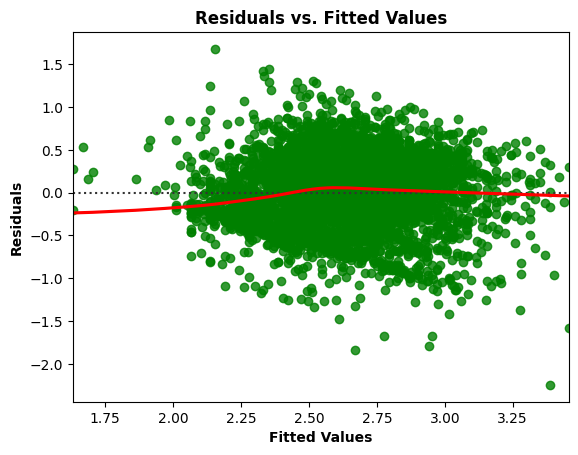 Residuals vs. Fitted Values
1.5
1.0
0.5
0.0
−0.5
−1.0
−1.5
−2.0
Residuals
1.75 2.00 2.25 2.50 2.75 3.00 3.25
Fitted Values